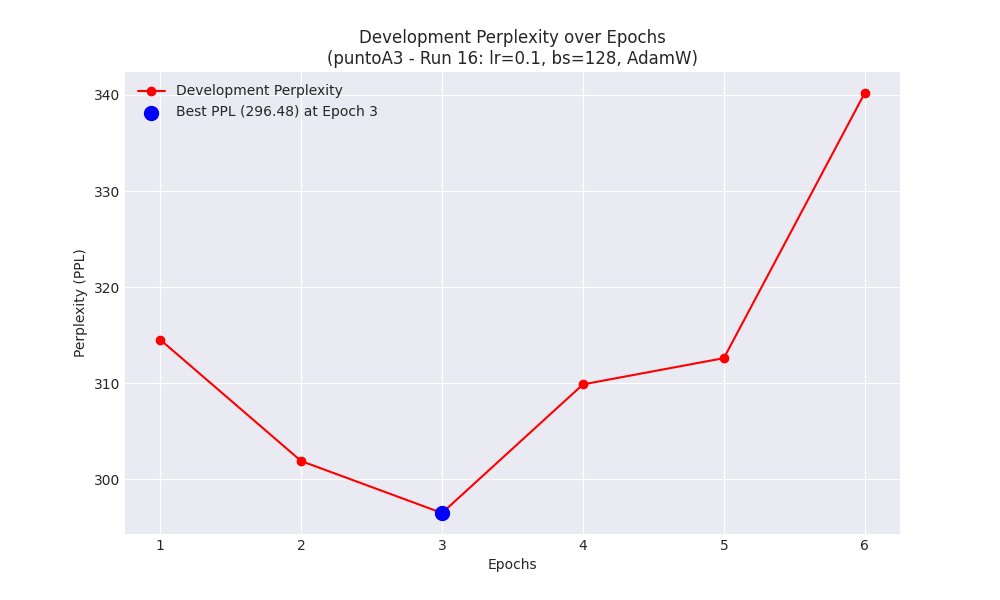 Development Perplexity over Epochs
(puntoA3 - Run 16: lr=0.1, bs=128, AdamW)
Development Perplexity
Best PPL (296.48) at Epoch 3
Perplexity (PPL)
340
330
320
310
300
1 2 3 4 5 6
Epochs